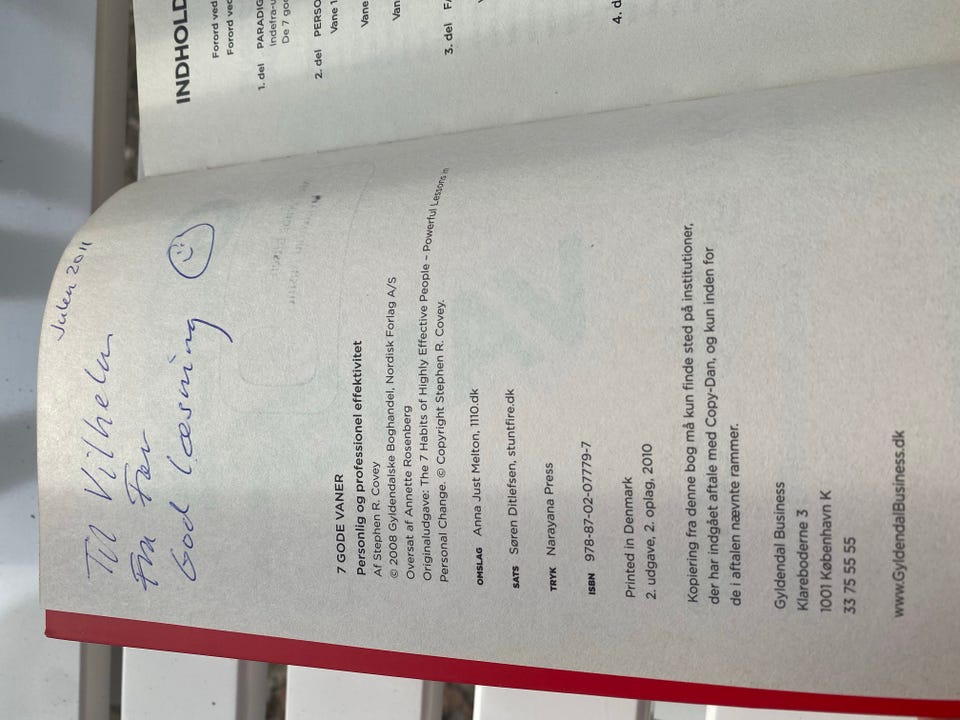 Julen 2011
Til Vilhelm
Fra Far
God læsning
7 GODE VANER
Personlig og professionel effektivitet
Af Stephen R. Covey
© 2008 Gyldendalske Boghandel, Nordisk Forlag A/S
Oversat af Annette Rosenberg
Originaludgave: The 7 Habits of Highly Effective People – Powerful Lessons in
Personal Change. © Copyright Stephen R. Covey.
OMSLAG Anna Just Melton, 1110.dk
SATS Søren Ditlefsen, stuntfire.dk
TRYK Narayana Press
ISBN 978-87-02-07779-7
Printed in Denmark
2. udgave, 2. oplag, 2010
Kopiering fra denne bog må kun finde sted på institutioner,
der har indgået aftale med Copy-Dan, og kun inden for
de i aftalen nævnte rammer.
Gyldendal Business
Klareboderne 3
1001 København K
33 75 55 55
www.GyldendalBusiness.dk
INDHOLD
Forord ved
Forord ved
1. del PARADIG
Indefra-u
De 7 go
2. del PERSO
Vane 1
Vane
Van
3. del
4. d